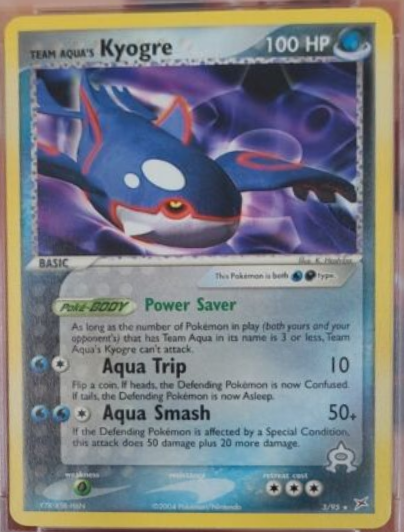 TEAM AQUA'S Kyogre 100 HP
BASIC
This Pokémon is both type.
Poké-BODY Power Saver
As long as the number of Pokémon in play (both yours and your
opponent's) that has Team Aqua in its name is 3 or less, Team
Aqua's Kyogre can't attack.
Aqua Trip 10
Flip a coin. If heads, the Defending Pokémon is now Confused.
If tails, the Defending Pokémon is now Asleep.
Aqua Smash 50+
If the Defending Pokémon is affected by a Special Condition,
this attack does 50 damage plus 20 more damage.
weakness resistance retreat cost
©2004 Pokémon/Nintendo 3/95 ★